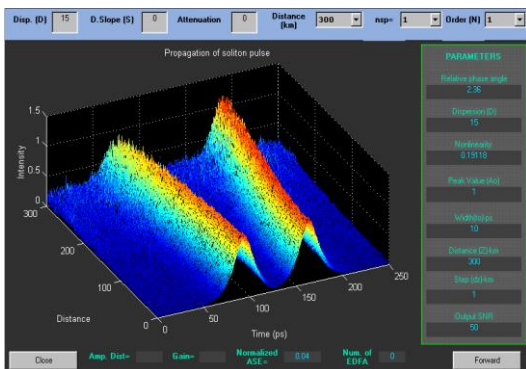 Disp. (D) 15 D.Slope (S) 0 Attenuation 0 Distance (km) 300 nsp= 1 Order (N) 1
Propagation of soliton pulse
Intensity
1.5
1
0.5
0
300
200
100
0
Distance
0
50
100
150
200
250
Time (ps)
PARAMETERS
Relative phase angle
2.36
Dispersion (D)
15
Nonlinearity
0.19118
Peak Value (Ao)
1
Width(to)-ps
10
Distance (Z)-km
300
Step (dz)-km
1
Output SNR
50
Close Amp. Dist= Gain= Normalized ASE= 0.04 Num. of EDFA 0 Forward